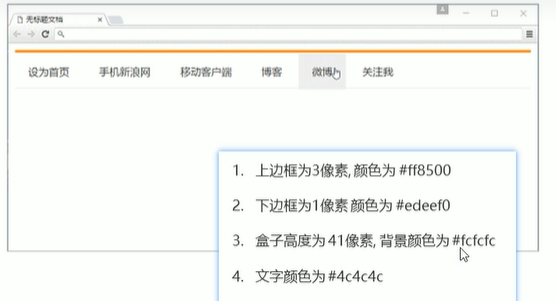 无标题文档
设为首页 手机新浪网 移动客户端 博客 微博 关注我
1. 上边框为3像素, 颜色为 #ff8500
2. 下边框为1像素 颜色为 #edeef0
3. 盒子高度为 41像素, 背景颜色为 #fcfcfc
4. 文字颜色为 #4c4c4c